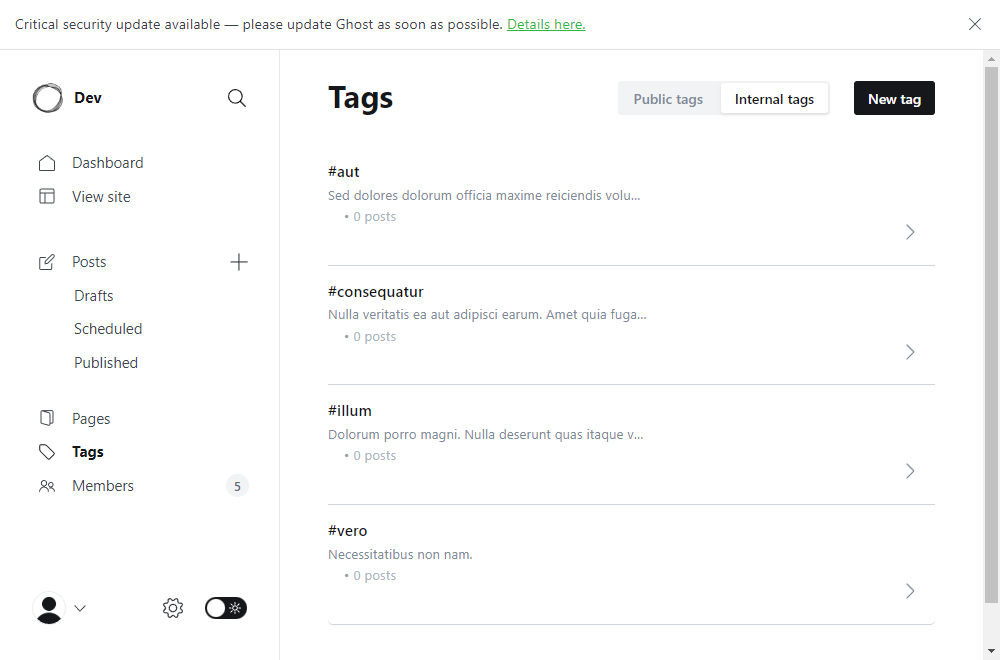 Critical security update available — please update Ghost as soon as possible. Details here.
Dev
Dashboard
View site
Posts
Drafts
Scheduled
Published
Pages
Tags
Members 5
Tags
Public tags
Internal tags
New tag
#aut
Sed dolores dolorum officia maxime reiciendis volu...
• 0 posts
#consequatur
Nulla veritatis ea aut adipisci earum. Amet quia fuga...
• 0 posts
#illum
Dolorum porro magni. Nulla deserunt quas itaque v...
• 0 posts
#vero
Necessitatibus non nam.
• 0 posts